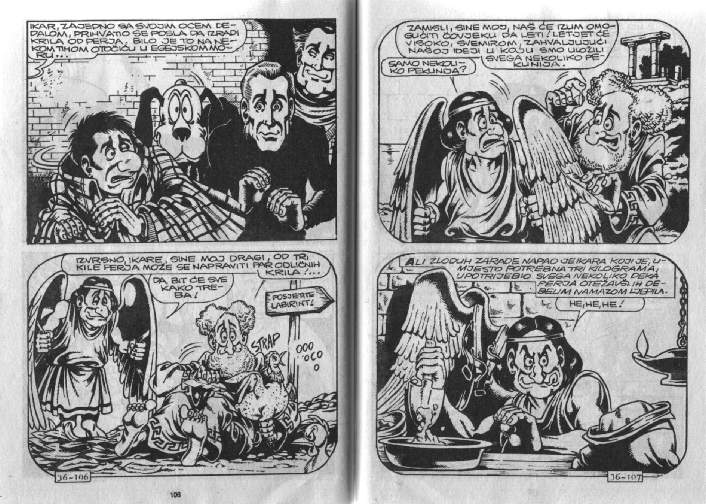 IKAR, ZAJEDNO SA SVOJIM OCEM DE-
DALOM, PRIHVATIO SE POSLA DA IZRADI
KRILA OD PERJA. BILO JE TO NA NE-
KOM THOM OTOČIĆU U EGEJSKOM MO-
RU...
IZVRSNO, IKARE, SINE MOJ DRAGI, OD TRI
KILE PERJA MOŽE SE NAPRAVITI PAR ODLIČNIH
KRILA!...
DA BIT ĆE SVE
KAKO TRE-
BA!
POSJETITE
LABIRINT!
STRAP
OOO
OCO
O
36-106
106
ZAMISLI, SINE MOJ, NAŠ ĆE IZUM OMO-
GUĆITI ČOVJEKU DA LETI! LETJET ĆE
VISOKO, SVEMIROM, ZAHVALJUJUĆI
NAŠOJ IDEJI U KOJU SMO ULOŽILI
SVEGA NEKOLIKO PE-
KUNIJA.
SAMO NEKOLI-
KO PEKUNIJA?
ALI ZLODUH ZARADE NAPAO JE IKARA KOJI JE, U-
MJESTO POTREBNA TRI KILOGRAMA,
UPOTRIJEBIO SVEGA NEKOLIKO DEKA
PERJA OTEŽAVŠI IH DE-
BELIM NAMAZOM LJEPILA.
HE, HE, HE!
36-107